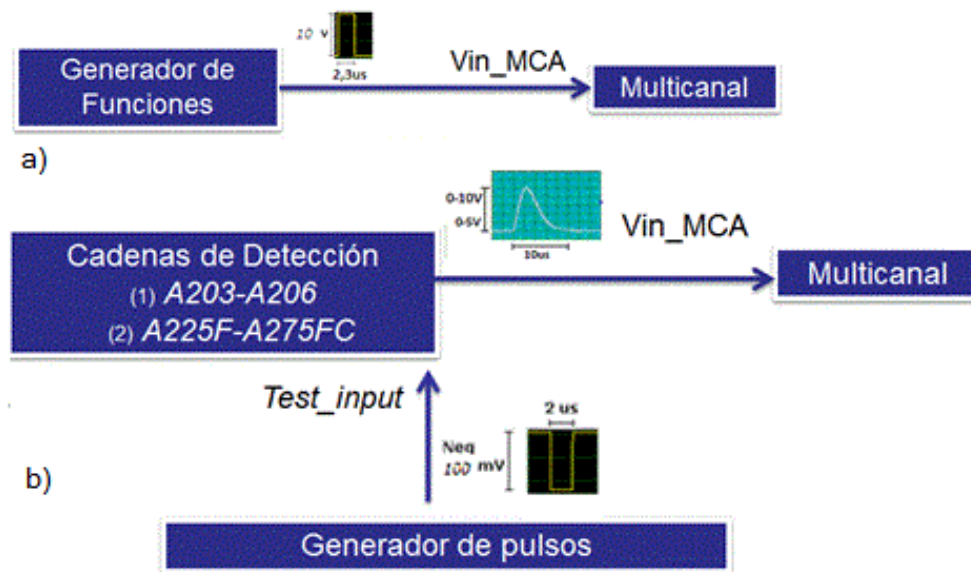 10 v
2,3us
Generador de
Funciones
Vin_MCA
Multicanal
a)
0-10V
0-5V
10us
Vin_MCA
Cadenas de Detección
(1) A203-A206
(2) A225F-A275FC
Multicanal
Test_input
2 us
Neq
100 mV
b)
Generador de pulsos